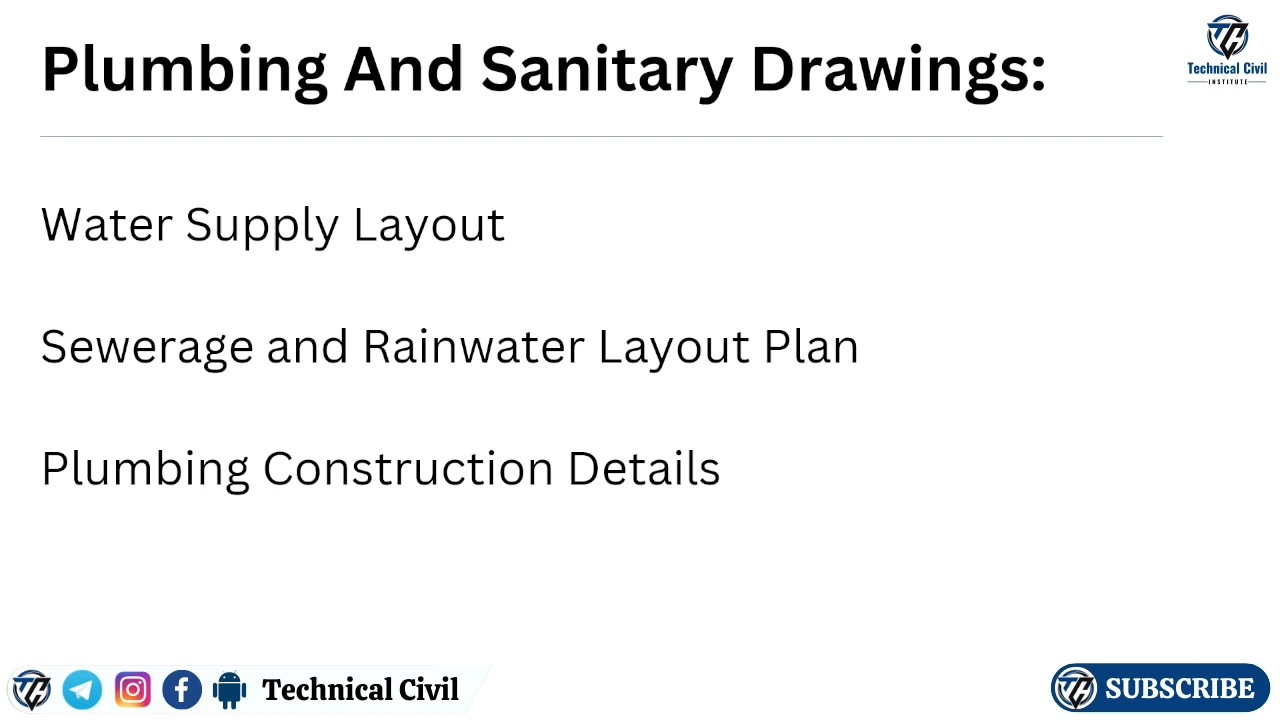 Plumbing And Sanitary Drawings:
Technical Civil
INSTITUTE
Water Supply Layout
Sewerage and Rainwater Layout Plan
Plumbing Construction Details
Technical Civil
SUBSCRIBE